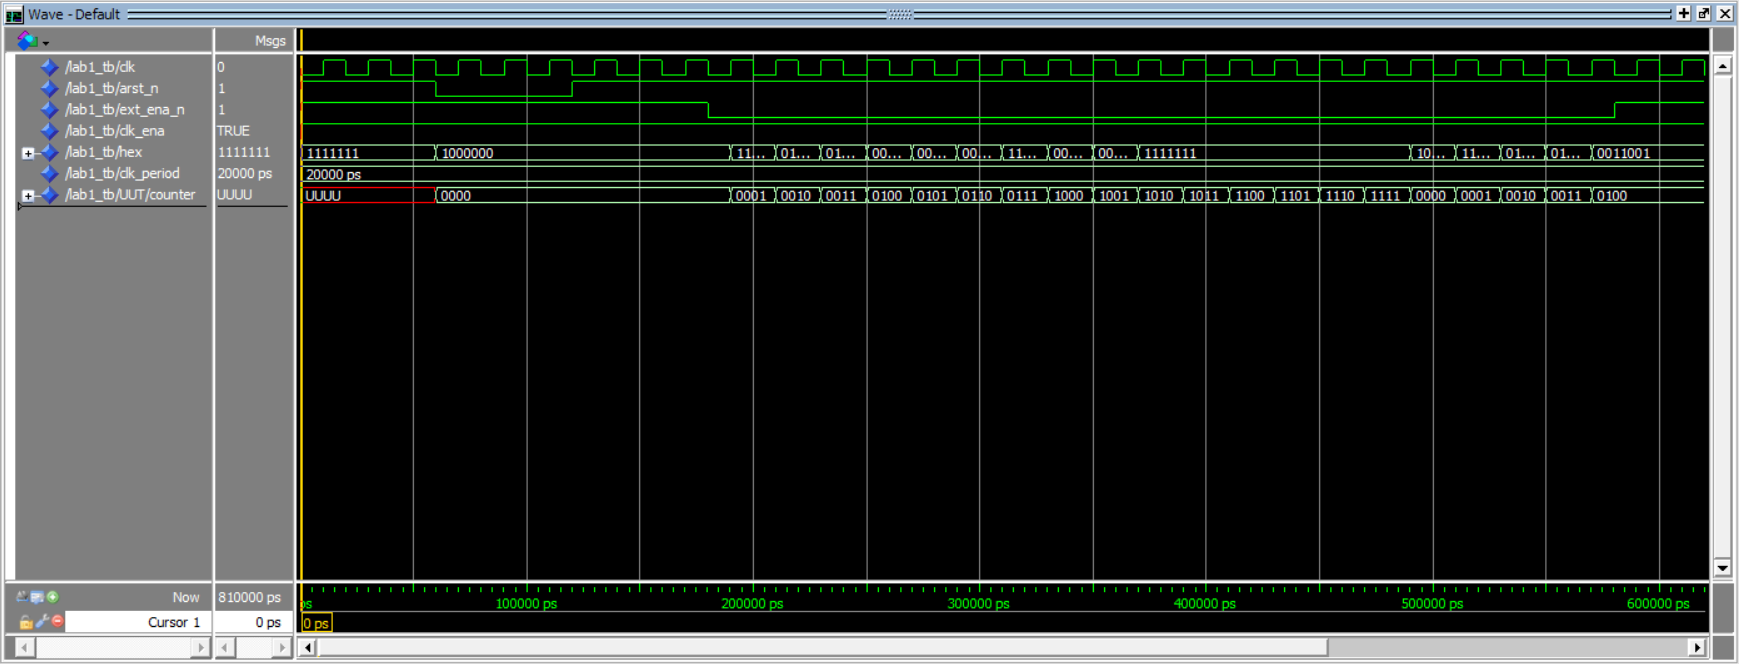 Wave - Default
Msgs
/lab1_tb/clk 0
/lab1_tb/arst_n 1
/lab1_tb/ext_ena_n 1
/lab1_tb/clk_ena TRUE
/lab1_tb/hex 1111111 1111111 1000000 11... 01... 01... 00... 00... 00... 11... 00... 00... 1111111 10... 11... 01... 01... 0011001
/lab1_tb/clk_period 20000 ps 20000 ps
/lab1_tb/UUT/counter UUUU UUUU 0000 0001 0010 0011 0100 0101 0110 0111 1000 1001 1010 1011 1100 1101 1110 1111 0000 0001 0010 0011 0100
Now 810000 ps ps 100000 ps 200000 ps 300000 ps 400000 ps 500000 ps 600000 ps
Cursor 1 0 ps 0 ps